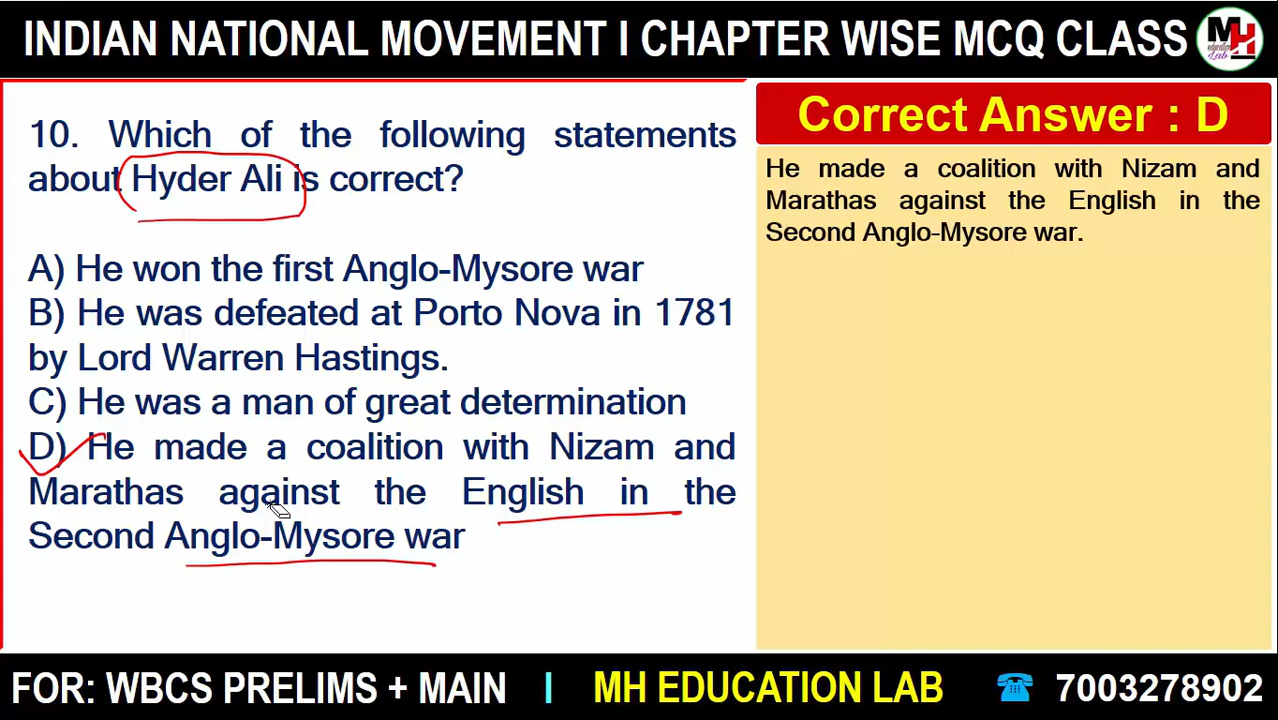 INDIAN NATIONAL MOVEMENT I CHAPTER WISE MCQ CLASS
MH
education
Lab
10. Which of the following statements
about Hyder Ali is correct?
A) He won the first Anglo-Mysore war
B) He was defeated at Porto Nova in 1781
by Lord Warren Hastings.
C) He was a man of great determination
D) He made a coalition with Nizam and
Marathas against the English in the
Second Anglo-Mysore war
Correct Answer : D
He made a coalition with Nizam and
Marathas against the English in the
Second Anglo-Mysore war.
FOR: WBCS PRELIMS + MAIN I MH EDUCATION LAB ☎ 7003278902